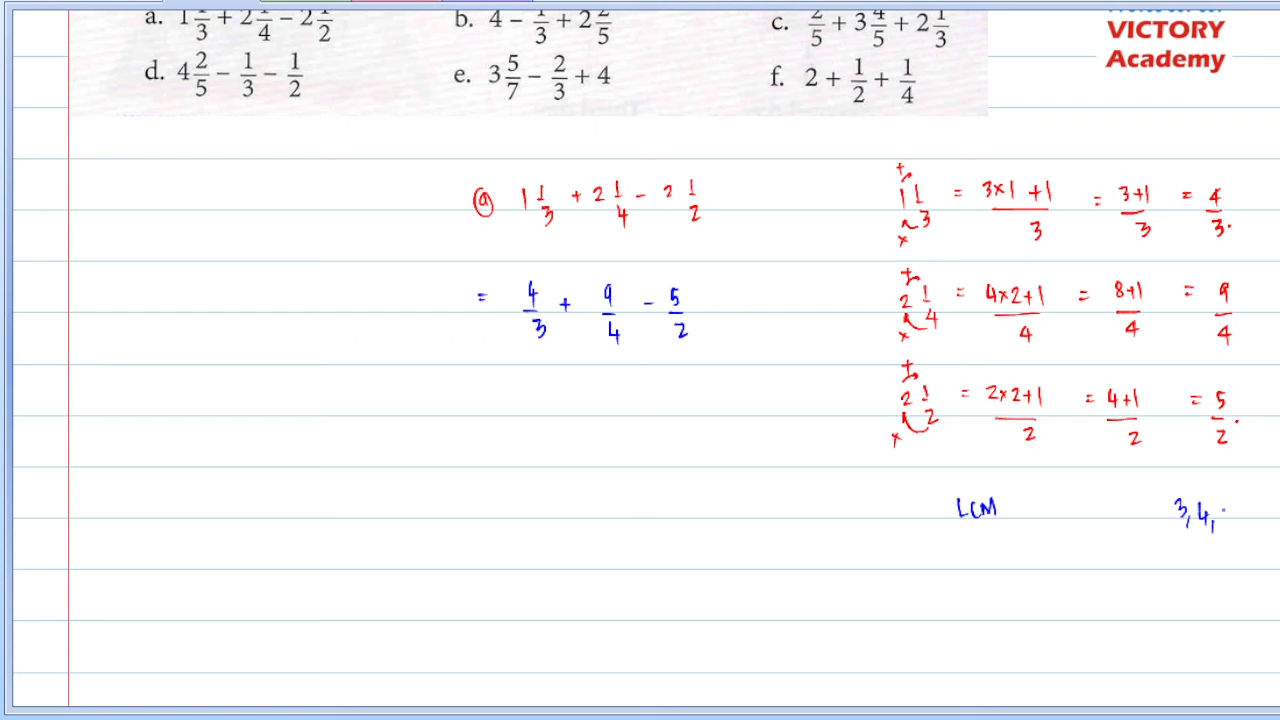 a. 1 1/3 + 2 1/4 − 2 1/2 b. 4 − 1/3 + 2 2/5 c. 2/5 + 3 4/5 + 2 1/3
d. 4 2/5 − 1/3 − 1/2 e. 3 5/7 − 2/3 + 4 f. 2 + 1/2 + 1/4
VICTORY
Academy
ⓐ 1 1/3 + 2 1/4 − 2 1/2
= 4/3 + 9/4 − 5/2
+ 1 1/3 × = 3×1+1/3 = 3+1/3 = 4/3.
+ 2 1/4 × = 4×2+1/4 = 8+1/4 = 9/4
+ 2 1/2 × = 2×2+1/2 = 4+1/2 = 5/2.
LCM 3, 4,